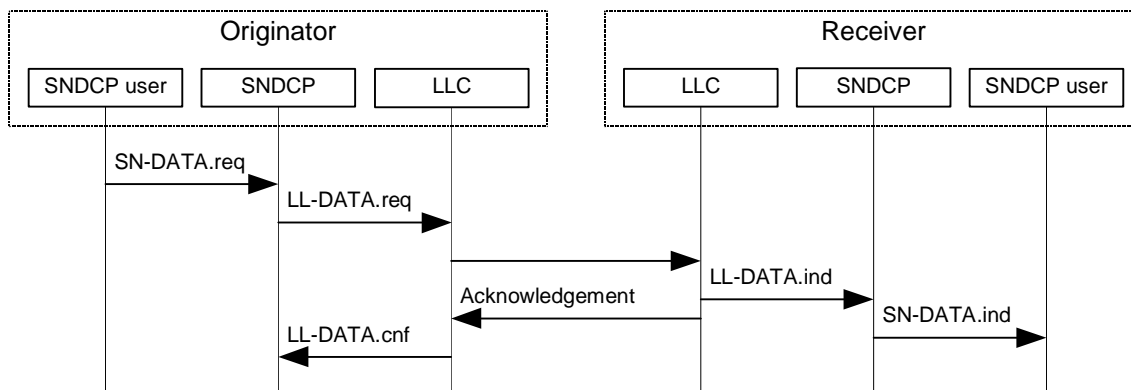 Originator
Receiver
SNDCP user
SNDCP
LLC
LLC
SNDCP
SNDCP user
SN-DATA.req
LL-DATA.req
LL-DATA.ind
Acknowledgement
SN-DATA.ind
LL-DATA.cnf